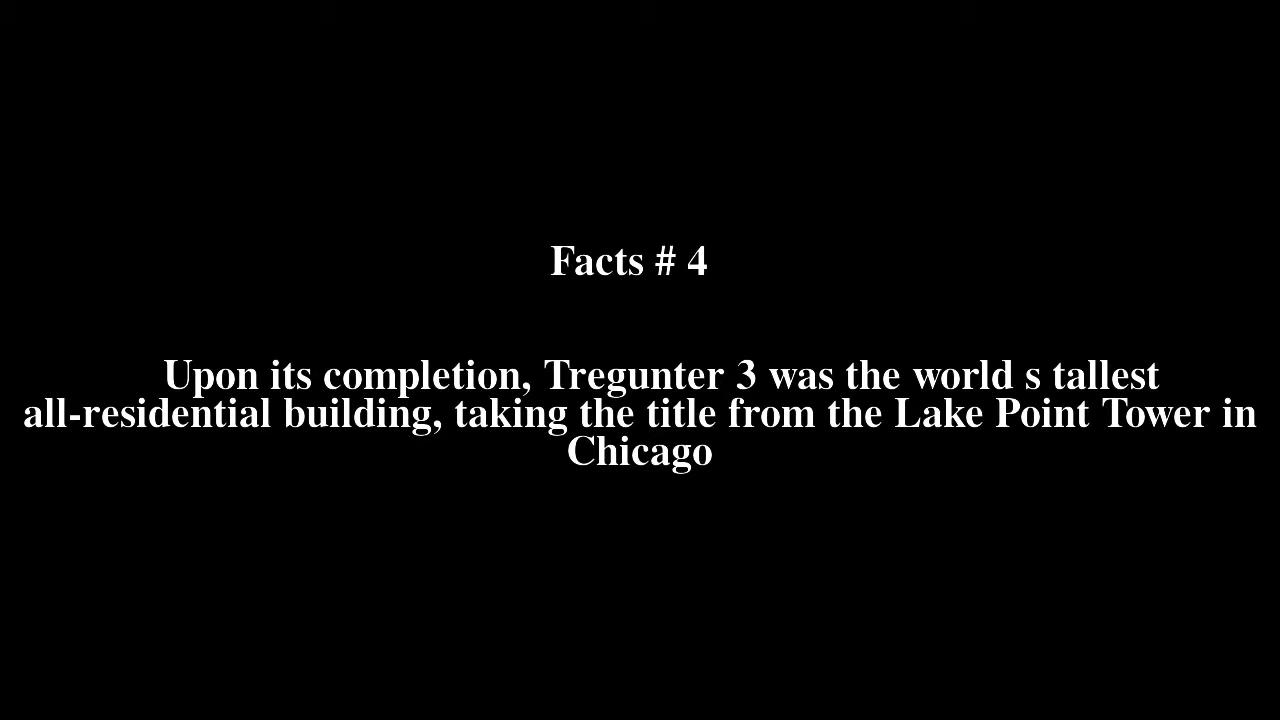 Facts # 4
Upon its completion, Tregunter 3 was the world s tallest
all-residential building, taking the title from the Lake Point Tower in
Chicago